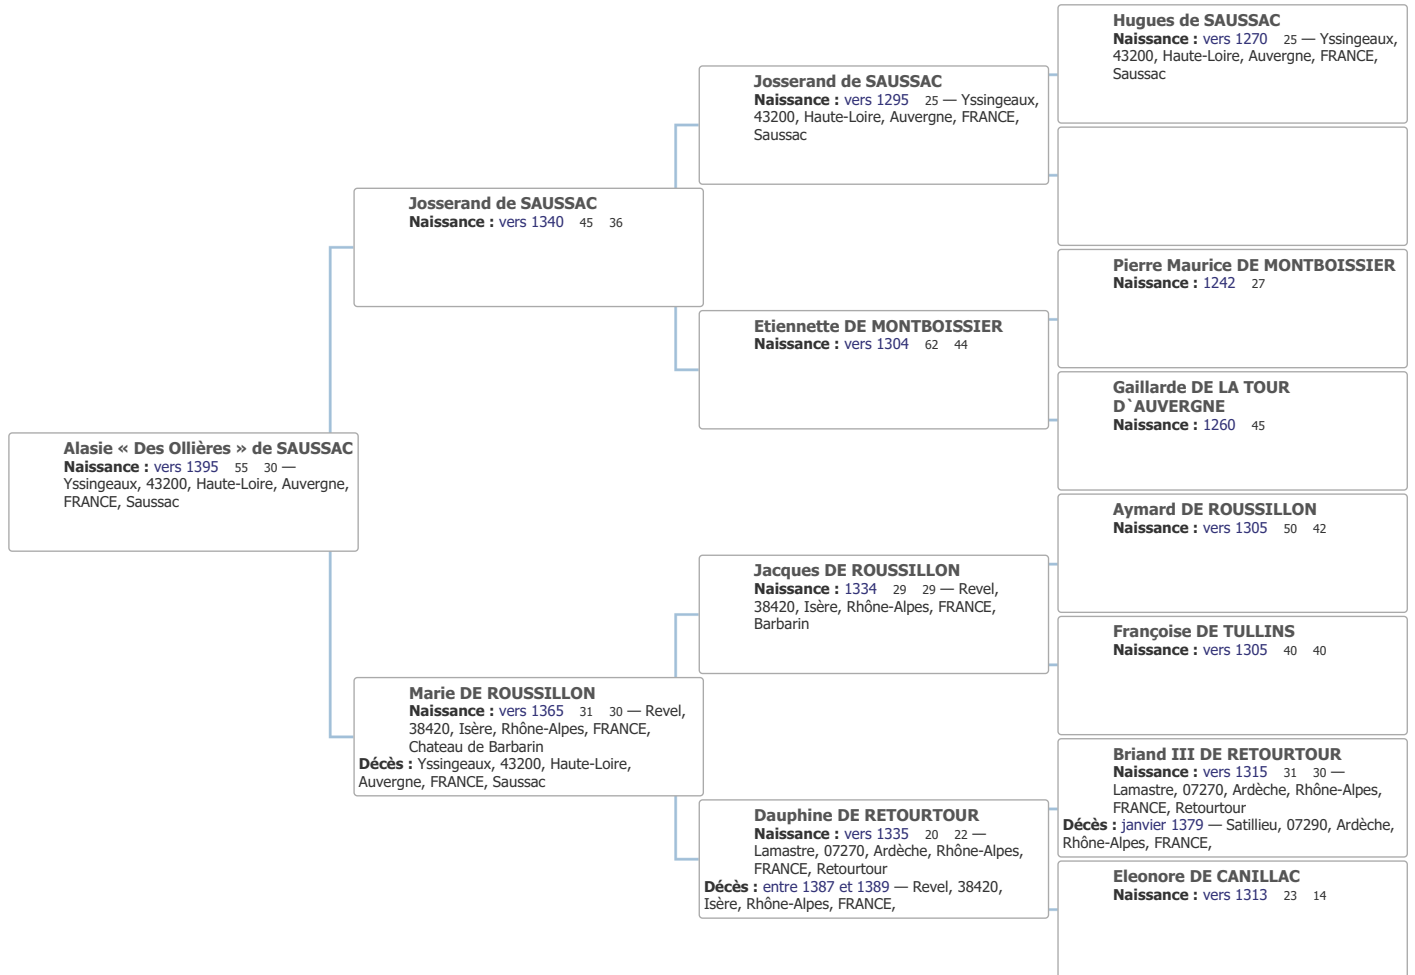 Alasie « Des Ollières » de SAUSSAC
Naissance : vers 1395 55 30 —
Yssingeaux, 43200, Haute-Loire, Auvergne,
FRANCE, Saussac
Josserand de SAUSSAC
Naissance : vers 1340 45 36
Marie DE ROUSSILLON
Naissance : vers 1365 31 30 — Revel,
38420, Isère, Rhône-Alpes, FRANCE,
Chateau de Barbarin
Décès : Yssingeaux, 43200, Haute-Loire,
Auvergne, FRANCE, Saussac
Josserand de SAUSSAC
Naissance : vers 1295 25 — Yssingeaux,
43200, Haute-Loire, Auvergne, FRANCE,
Saussac
Etiennette DE MONTBOISSIER
Naissance : vers 1304 62 44
Jacques DE ROUSSILLON
Naissance : 1334 29 29 — Revel,
38420, Isère, Rhône-Alpes, FRANCE,
Barbarin
Dauphine DE RETOURTOUR
Naissance : vers 1335 20 22 —
Lamastre, 07270, Ardèche, Rhône-Alpes,
FRANCE, Retourtour
Décès : entre 1387 et 1389 — Revel, 38420,
Isère, Rhône-Alpes, FRANCE,
Hugues de SAUSSAC
Naissance : vers 1270 25 — Yssingeaux,
43200, Haute-Loire, Auvergne, FRANCE,
Saussac
Pierre Maurice DE MONTBOISSIER
Naissance : 1242 27
Gaillarde DE LA TOUR
D`AUVERGNE
Naissance : 1260 45
Aymard DE ROUSSILLON
Naissance : vers 1305 50 42
Françoise DE TULLINS
Naissance : vers 1305 40 40
Briand III DE RETOURTOUR
Naissance : vers 1315 31 30 —
Lamastre, 07270, Ardèche, Rhône-Alpes,
FRANCE, Retourtour
Décès : janvier 1379 — Satillieu, 07290, Ardèche,
Rhône-Alpes, FRANCE,
Eleonore DE CANILLAC
Naissance : vers 1313 23 14